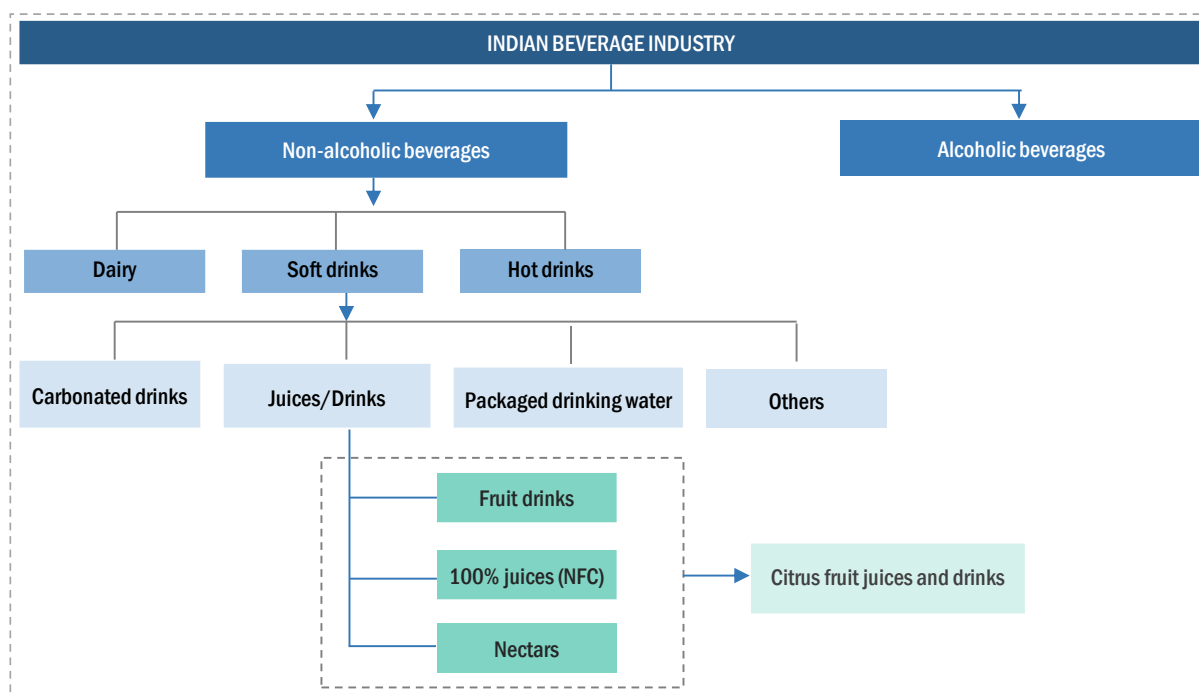 INDIAN BEVERAGE INDUSTRY
Non-alcoholic beverages
Alcoholic beverages
Dairy
Soft drinks
Hot drinks
Carbonated drinks
Juices/Drinks
Packaged drinking water
Others
Fruit drinks
100% juices (NFC)
Citrus fruit juices and drinks
Nectars